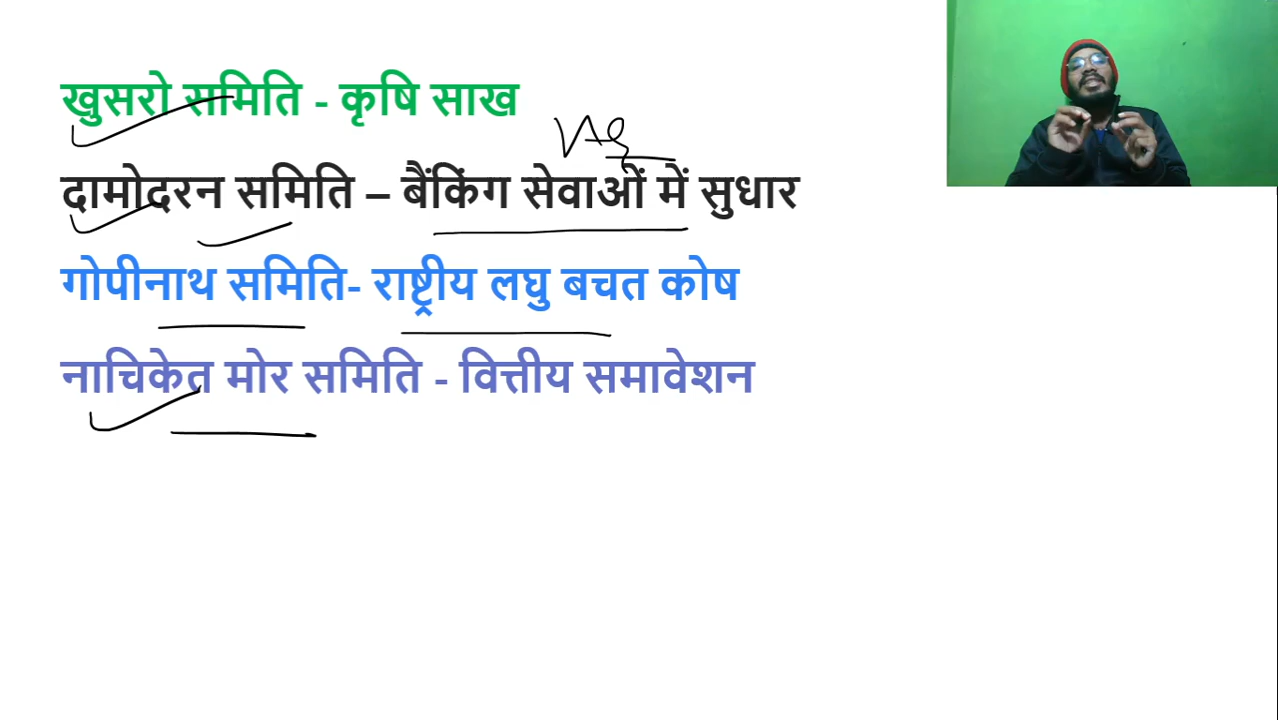 खुसरो समिति - कृषि साख
दामोदरन समिति – बैंकिंग सेवाओं में सुधार
गोपीनाथ समिति- राष्ट्रीय लघु बचत कोष
नाचिकेत मोर समिति - वित्तीय समावेशन